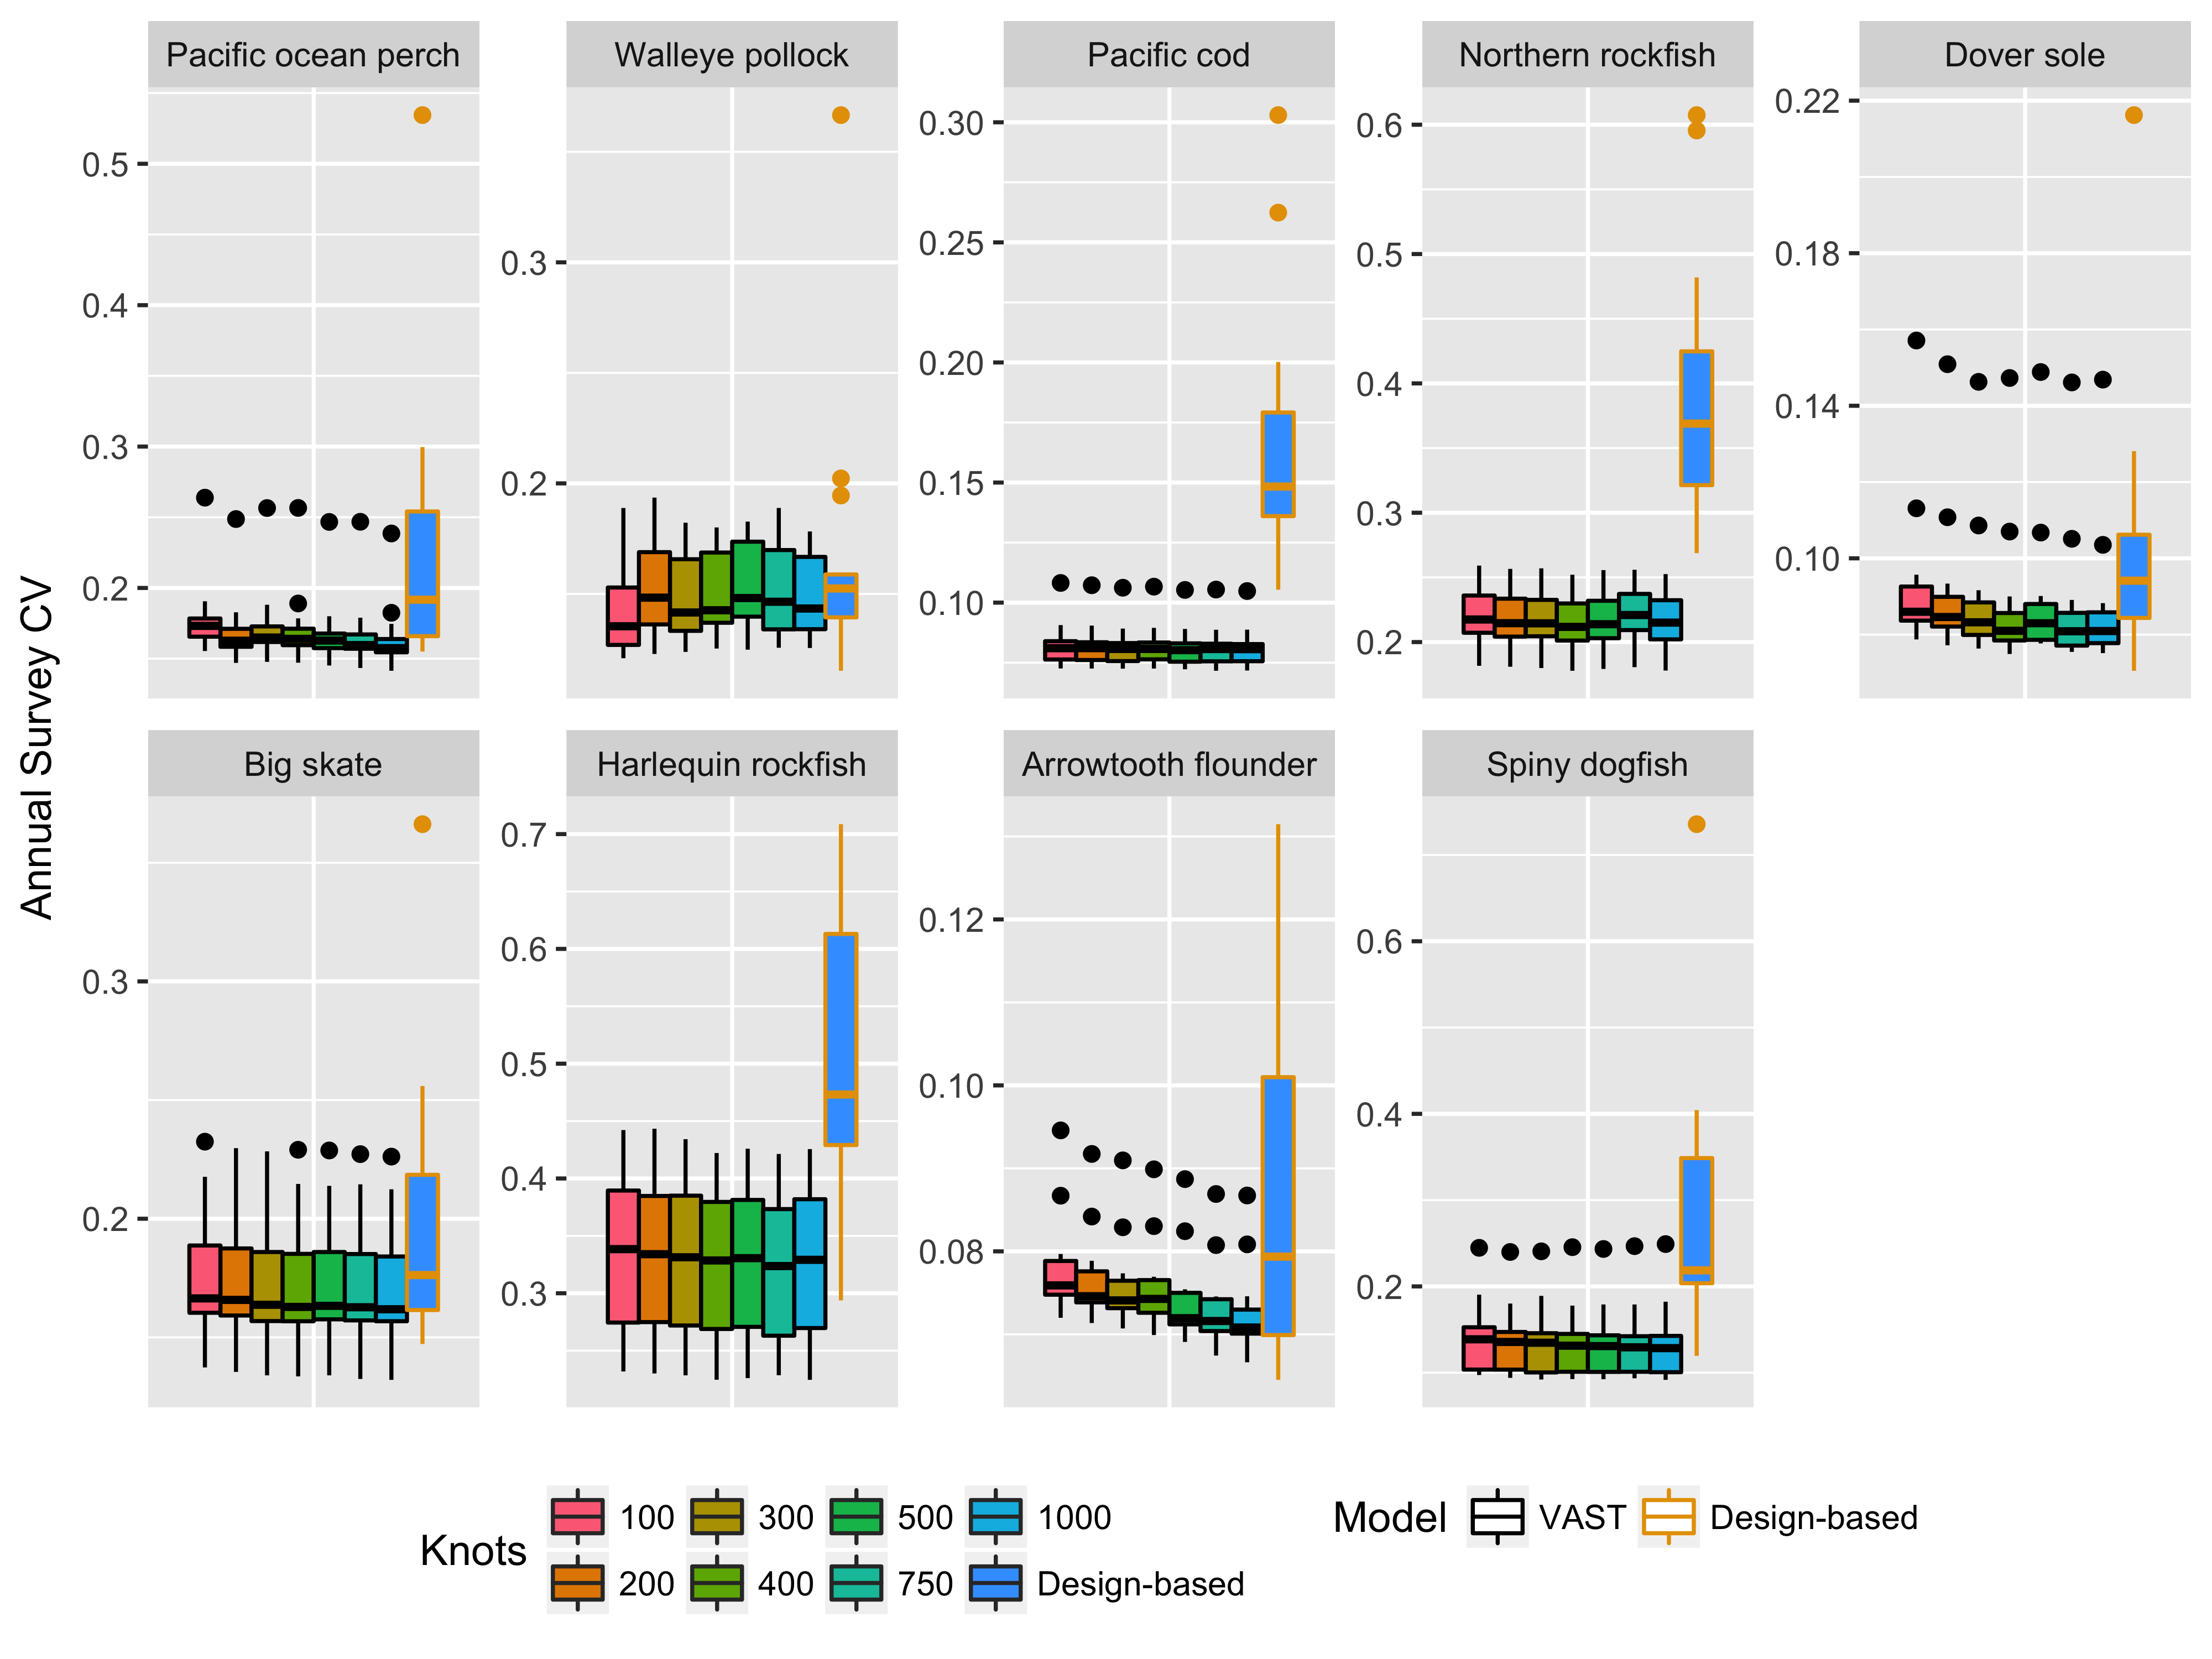 Pacific ocean perch
Walleye pollock
Pacific cod
Northern rockfish
Dover sole
0.5
0.4
0.3
0.2
0.3
0.2
0.30
0.25
0.20
0.15
0.10
0.6
0.5
0.4
0.3
0.2
0.22
0.18
0.14
0.10
Annual Survey CV
Big skate
Harlequin rockfish
Arrowtooth flounder
Spiny dogfish
0.3
0.2
0.7
0.6
0.5
0.4
0.3
0.12
0.10
0.08
0.6
0.4
0.2
Knots
100
300
500
1000
200
400
750
Design-based
Model
VAST
Design-based